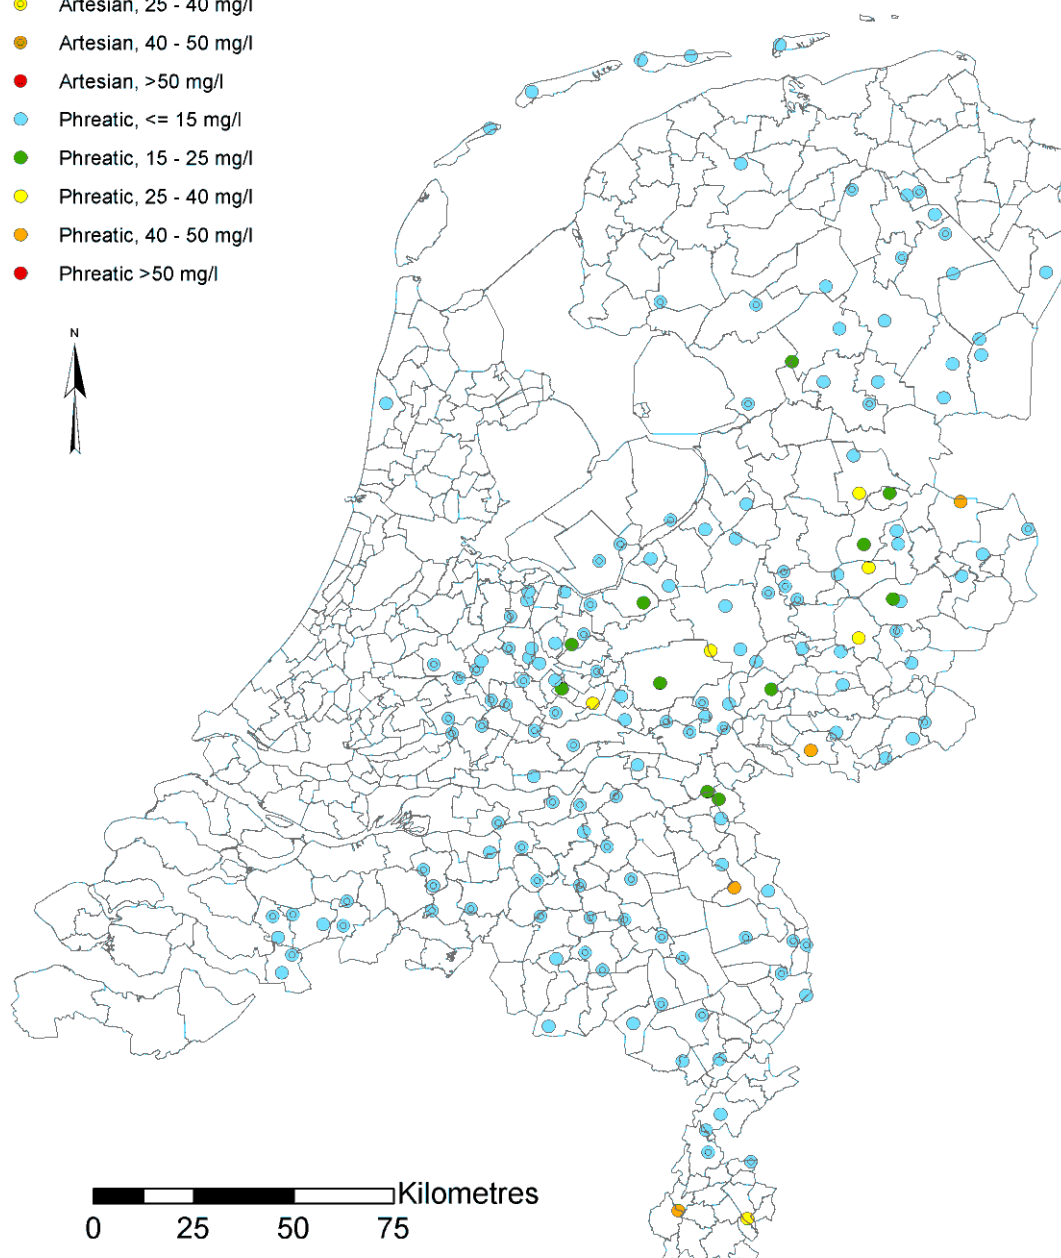 Artesian, 25 - 40 mg/l
Artesian, 40 - 50 mg/l
Artesian, >50 mg/l
Phreatic, <= 15 mg/l
Phreatic, 15 - 25 mg/l
Phreatic, 25 - 40 mg/l
Phreatic, 40 - 50 mg/l
Phreatic >50 mg/l
N
Kilometres
0 25 50 75